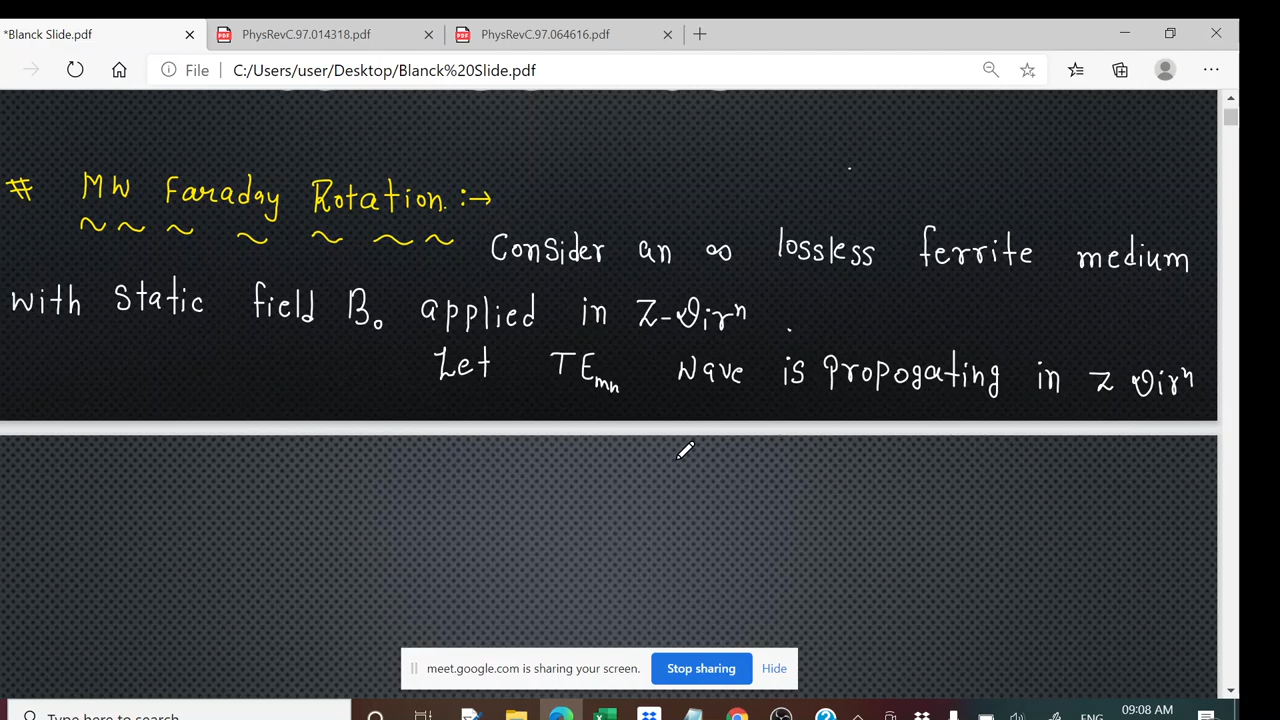 *Blanck Slide.pdf
PhysRevC.97.014318.pdf
PhysRevC.97.064616.pdf
File
C:/Users/user/Desktop/Blanck%20Slide.pdf
# MW Faraday Rotation :→
Consider an ∞ lossless ferrite medium
with static field B₀ applied in Z-dirⁿ.
Let TEₘₙ wave is propogating in z dirⁿ
meet.google.com is sharing your screen.
Stop sharing
Hide
Type here to search
ENG
09:08 AM